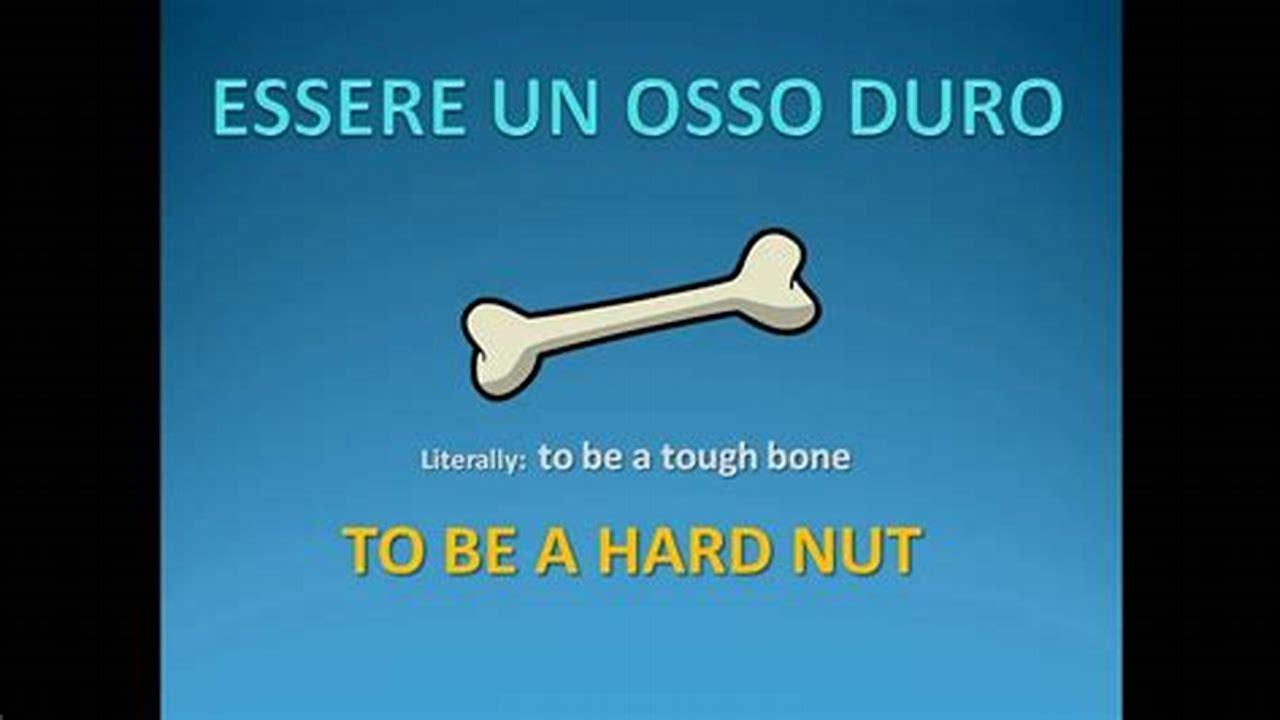 ESSERE UN OSSO DURO
Literally: to be a tough bone
TO BE A HARD NUT